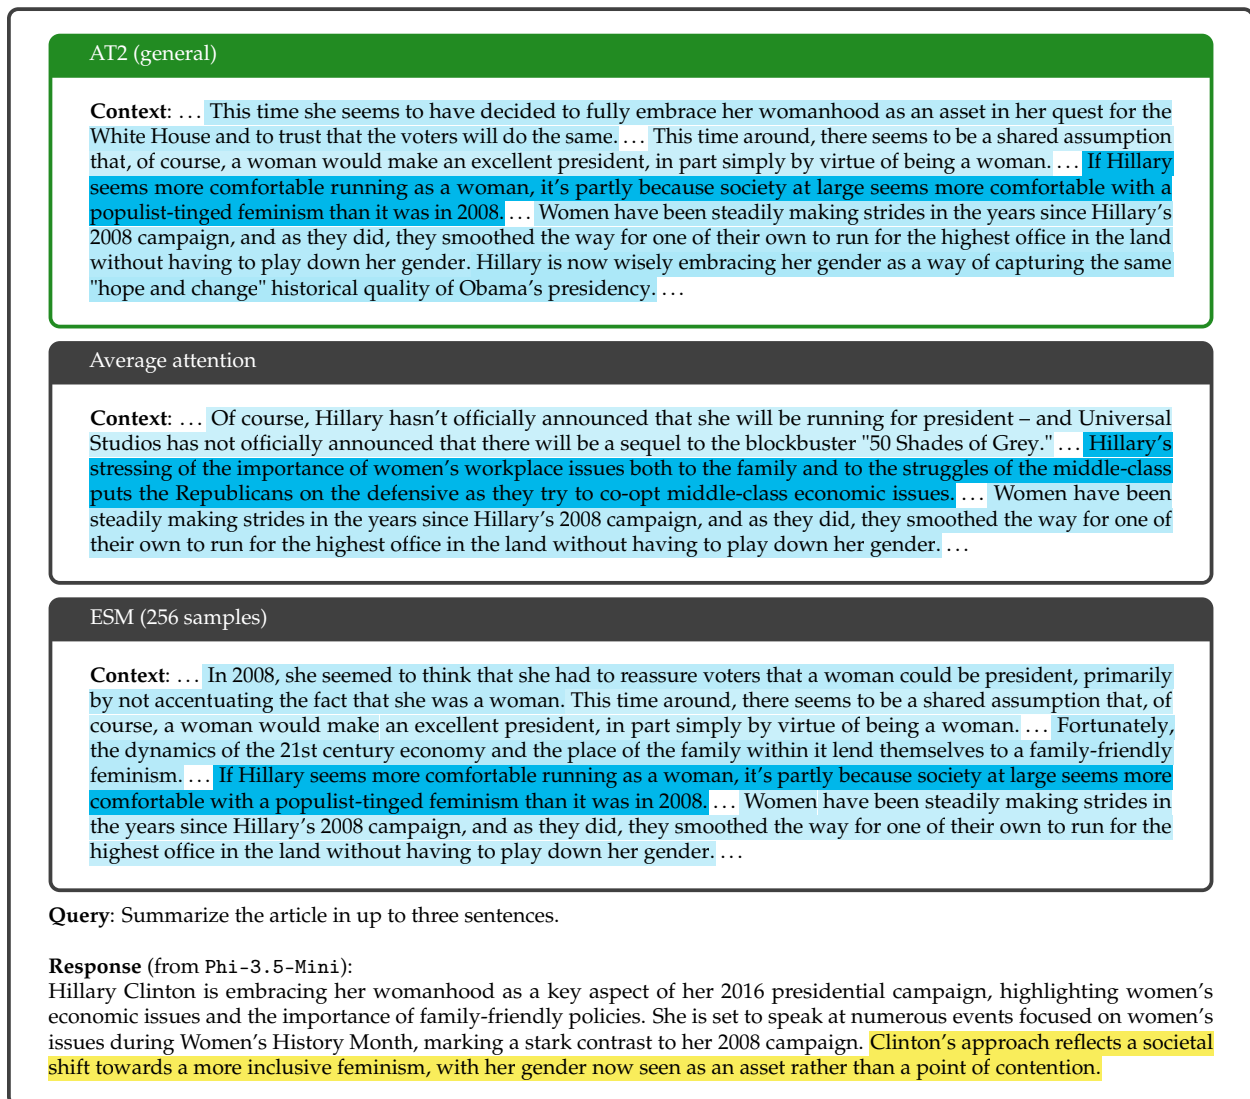 AT2 (general)
Context: ... This time she seems to have decided to fully embrace her womanhood as an asset in her quest for the
White House and to trust that the voters will do the same. ... This time around, there seems to be a shared assumption
that, of course, a woman would make an excellent president, in part simply by virtue of being a woman. ... If Hillary
seems more comfortable running as a woman, it's partly because society at large seems more comfortable with a
populist-tinged feminism than it was in 2008. ... Women have been steadily making strides in the years since Hillary's
2008 campaign, and as they did, they smoothed the way for one of their own to run for the highest office in the land
without having to play down her gender. Hillary is now wisely embracing her gender as a way of capturing the same
"hope and change" historical quality of Obama's presidency. ...
Average attention
Context: ... Of course, Hillary hasn't officially announced that she will be running for president – and Universal
Studios has not officially announced that there will be a sequel to the blockbuster "50 Shades of Grey." ... Hillary's
stressing of the importance of women's workplace issues both to the family and to the struggles of the middle-class
puts the Republicans on the defensive as they try to co-opt middle-class economic issues. ... Women have been
steadily making strides in the years since Hillary's 2008 campaign, and as they did, they smoothed the way for one of
their own to run for the highest office in the land without having to play down her gender. ...
ESM (256 samples)
Context: ... In 2008, she seemed to think that she had to reassure voters that a woman could be president, primarily
by not accentuating the fact that she was a woman. This time around, there seems to be a shared assumption that, of
course, a woman would make an excellent president, in part simply by virtue of being a woman. ... Fortunately,
the dynamics of the 21st century economy and the place of the family within it lend themselves to a family-friendly
feminism. ... If Hillary seems more comfortable running as a woman, it's partly because society at large seems more
comfortable with a populist-tinged feminism than it was in 2008. ... Women have been steadily making strides in
the years since Hillary's 2008 campaign, and as they did, they smoothed the way for one of their own to run for the
highest office in the land without having to play down her gender. ...
Query: Summarize the article in up to three sentences.
Response (from Phi-3.5-Mini):
Hillary Clinton is embracing her womanhood as a key aspect of her 2016 presidential campaign, highlighting women's
economic issues and the importance of family-friendly policies. She is set to speak at numerous events focused on women's
issues during Women's History Month, marking a stark contrast to her 2008 campaign. Clinton's approach reflects a societal
shift towards a more inclusive feminism, with her gender now seen as an asset rather than a point of contention.